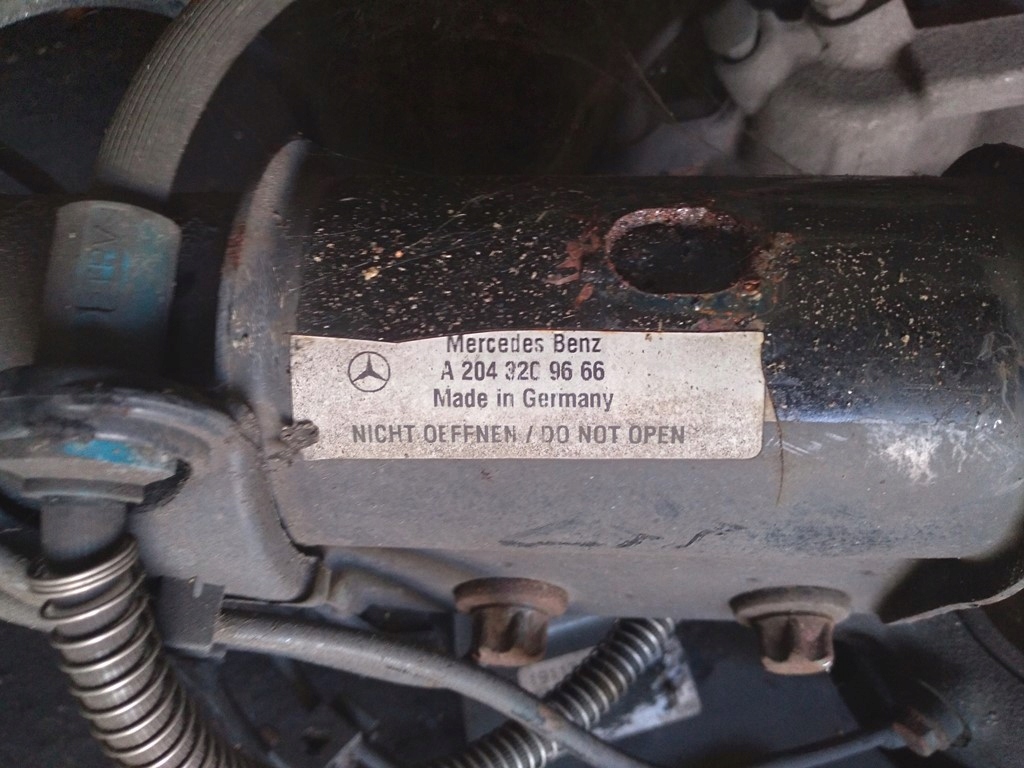 Mercedes Benz
A 204 320 96 66
Made in Germany
NICHT OEFFNEN / DO NOT OPEN